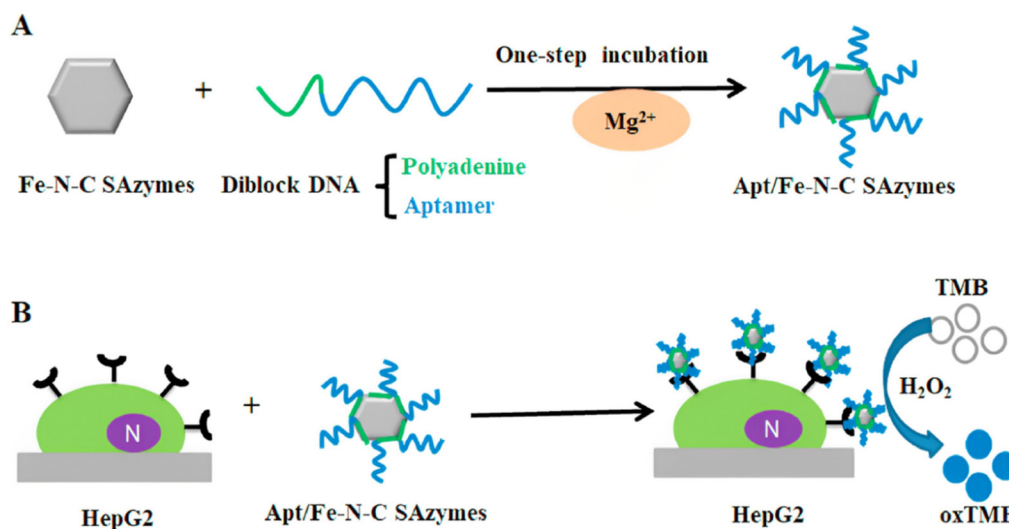 A
One-step incubation
+
Mg²⁺
Fe-N-C SAzymes
Diblock DNA
Polyadenine
Aptamer
Apt/Fe-N-C SAzymes
B
TMB
H₂O₂
N
+
N
HepG2
Apt/Fe-N-C SAzymes
HepG2
oxTMB